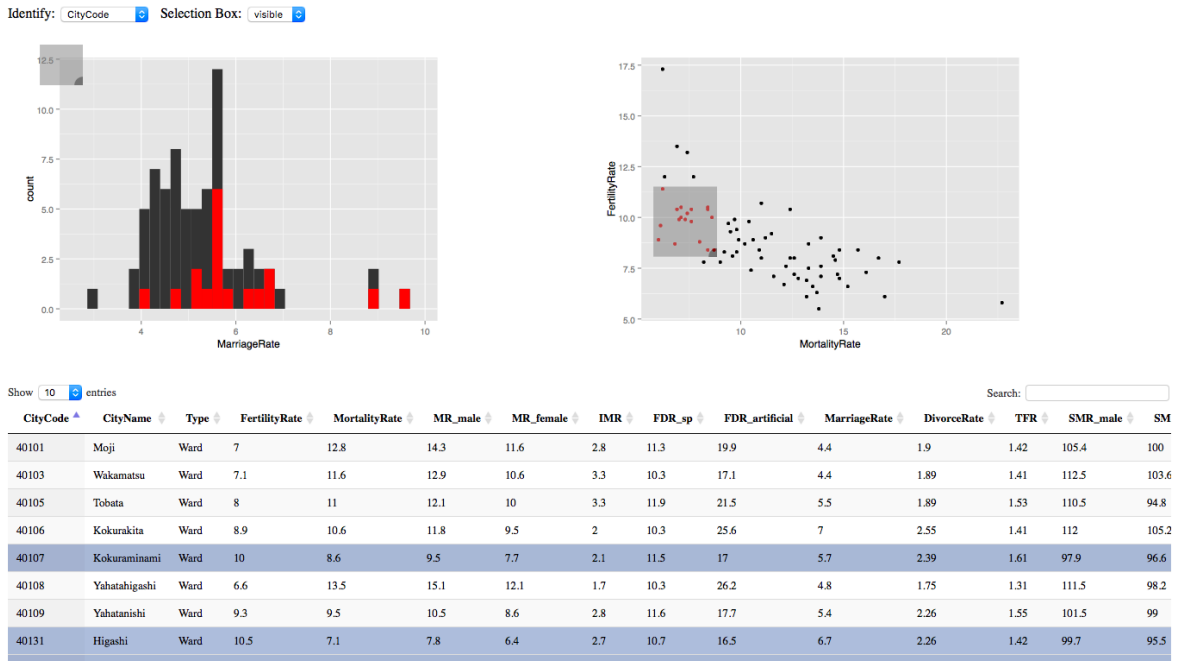 Identify: CityCode Selection Box: visible
12.5
10.0
7.5
5.0
2.5
0.0
count
4 6 8 10
MarriageRate
17.5
15.0
12.5
10.0
7.5
5.0
FertilityRate
10 15 20
MortalityRate
Show 10 entries Search:
CityCode CityName Type FertilityRate MortalityRate MR_male MR_female IMR FDR_sp FDR_artificial MarriageRate DivorceRate TFR SMR_male SM
40101 Moji Ward 7 12.8 14.3 11.6 2.8 11.3 19.9 4.4 1.9 1.42 105.4 100
40103 Wakamatsu Ward 7.1 11.6 12.9 10.6 3.3 10.3 17.1 4.4 1.89 1.41 112.5 103.6
40105 Tobata Ward 8 11 12.1 10 3.3 11.9 21.5 5.5 1.89 1.53 110.5 94.8
40106 Kokurakita Ward 8.9 10.6 11.8 9.5 2 10.3 25.6 7 2.55 1.41 112 105.2
40107 Kokuraminami Ward 10 8.6 9.5 7.7 2.1 11.5 17 5.7 2.39 1.61 97.9 96.6
40108 Yahatahigashi Ward 6.6 13.5 15.1 12.1 1.7 10.3 26.2 4.8 1.75 1.31 111.5 98.2
40109 Yahatanishi Ward 9.3 9.5 10.5 8.6 2.8 11.6 17.7 5.4 2.26 1.55 101.5 99
40131 Higashi Ward 10.5 7.1 7.8 6.4 2.7 10.7 16.5 6.7 2.26 1.42 99.7 95.5